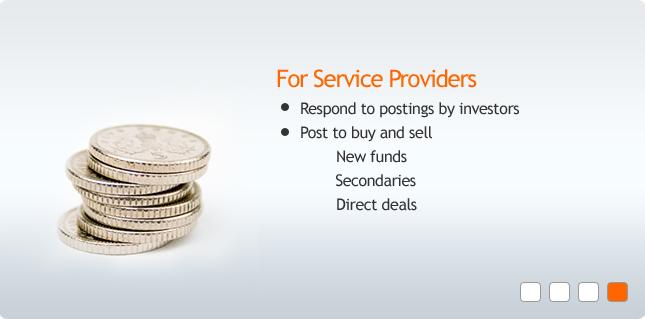 For Service Providers
• Respond to postings by investors
• Post to buy and sell
New funds
Secondaries
Direct deals